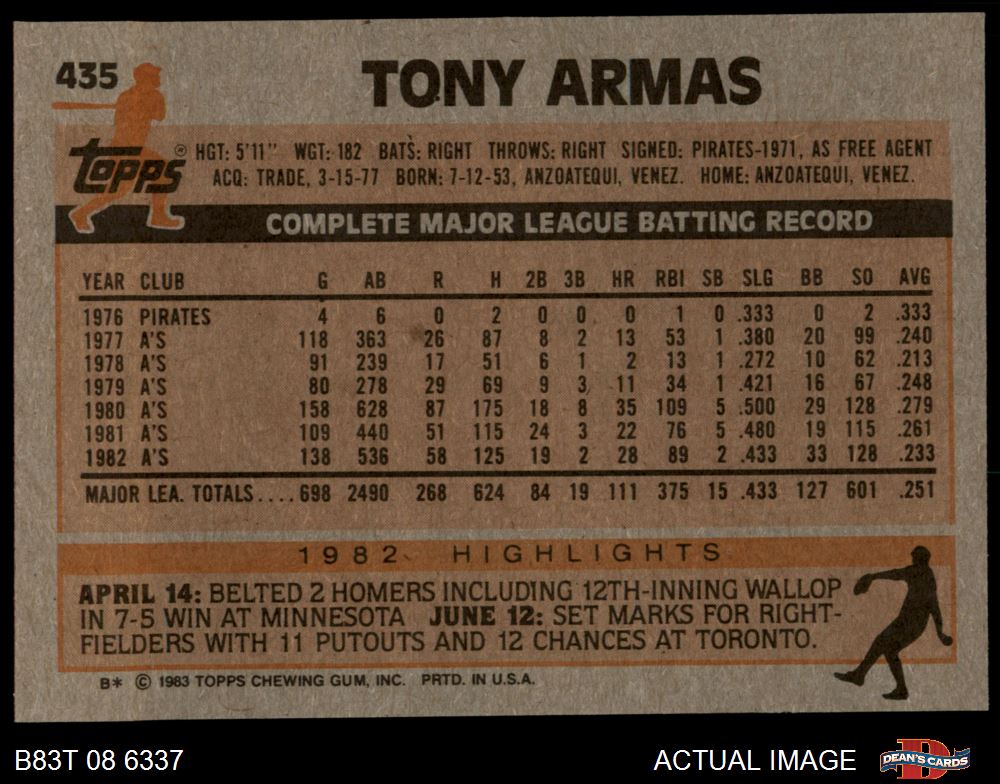 435 TONY ARMAS
Topps® HGT: 5'11" WGT: 182 BATS: RIGHT THROWS: RIGHT SIGNED: PIRATES-1971, AS FREE AGENT
ACQ: TRADE, 3-15-77 BORN: 7-12-53, ANZOATEQUI, VENEZ. HOME: ANZOATEQUI, VENEZ.
COMPLETE MAJOR LEAGUE BATTING RECORD
YEAR CLUB G AB R H 2B 3B HR RBI SB SLG BB SO AVG
1976 PIRATES 4 6 0 2 0 0 0 1 0 .333 0 2 .333
1977 A'S 118 363 26 87 8 2 13 53 1 .380 20 99 .240
1978 A'S 91 239 17 51 6 1 2 13 1 .272 10 62 .213
1979 A'S 80 278 29 69 9 3 11 34 1 .421 16 67 .248
1980 A'S 158 628 87 175 18 8 35 109 5 .500 29 128 .279
1981 A'S 109 440 51 115 24 3 22 76 5 .480 19 115 .261
1982 A'S 138 536 58 125 19 2 28 89 2 .433 33 128 .233
MAJOR LEA. TOTALS.... 698 2490 268 624 84 19 111 375 15 .433 127 601 .251
1982 HIGHLIGHTS
APRIL 14: BELTED 2 HOMERS INCLUDING 12TH-INNING WALLOP
IN 7-5 WIN AT MINNESOTA JUNE 12: SET MARKS FOR RIGHT-
FIELDERS WITH 11 PUTOUTS AND 12 CHANCES AT TORONTO.
B* © 1983 TOPPS CHEWING GUM, INC. PRTD. IN U.S.A.
B83T 08 6337 ACTUAL IMAGE DEAN'S CARDS